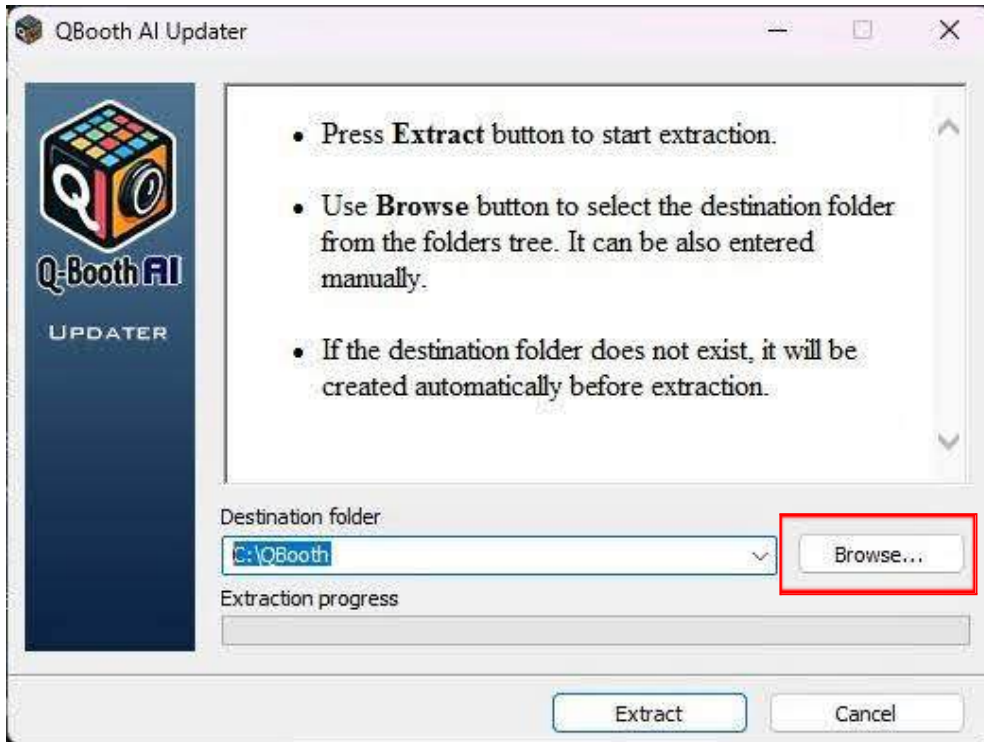 QBooth AI Updater
Press Extract button to start extraction.
Use Browse button to select the destination folder
from the folders tree. It can be also entered
manually.
If the destination folder does not exist, it will be
created automatically before extraction.
Q
Q-Booth AI
UPDATER
Destination folder
C:\QBooth
Browse...
Extraction progress
Extract
Cancel